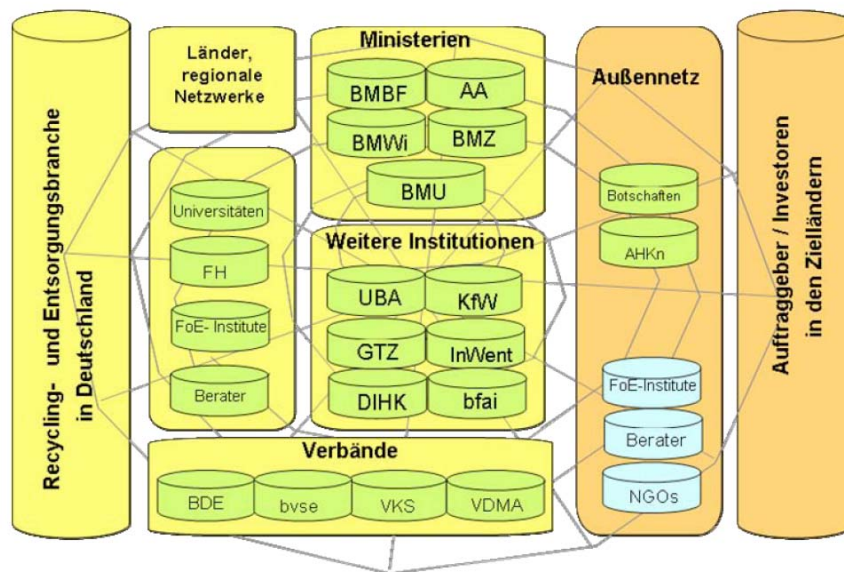 Recycling- und Entsorgungsbranche
in Deutschland
Länder,
regionale
Netzwerke
Universitäten
FH
FoE- Institute
Berater
Ministerien
BMBF
AA
BMWi
BMZ
BMU
Weitere Institutionen
UBA
KfW
GTZ
InWent
DIHK
bfai
Verbände
BDE
bvse
VKS
VDMA
Außennetz
Botschaften
AHKn
FoE-Institute
Berater
NGOs
Auftraggeber / Investoren
in den Zielländern